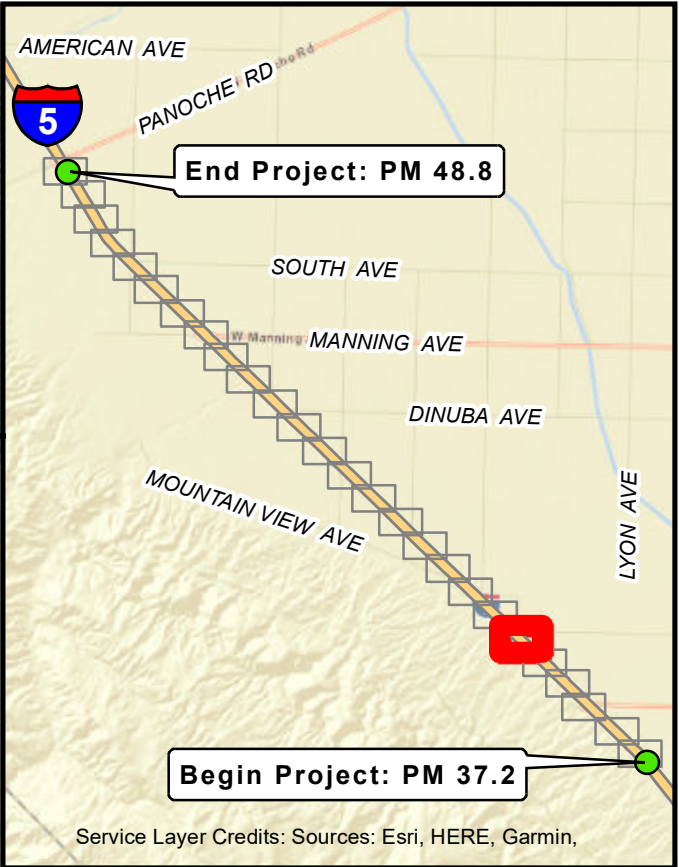 AMERICAN AVE
PANOCHE RD
5
End Project: PM 48.8
SOUTH AVE
W Manning
MANNING AVE
DINUBA AVE
MOUNTAIN VIEW AVE
LYON AVE
Begin Project: PM 37.2
Service Layer Credits: Sources: Esri, HERE, Garmin,